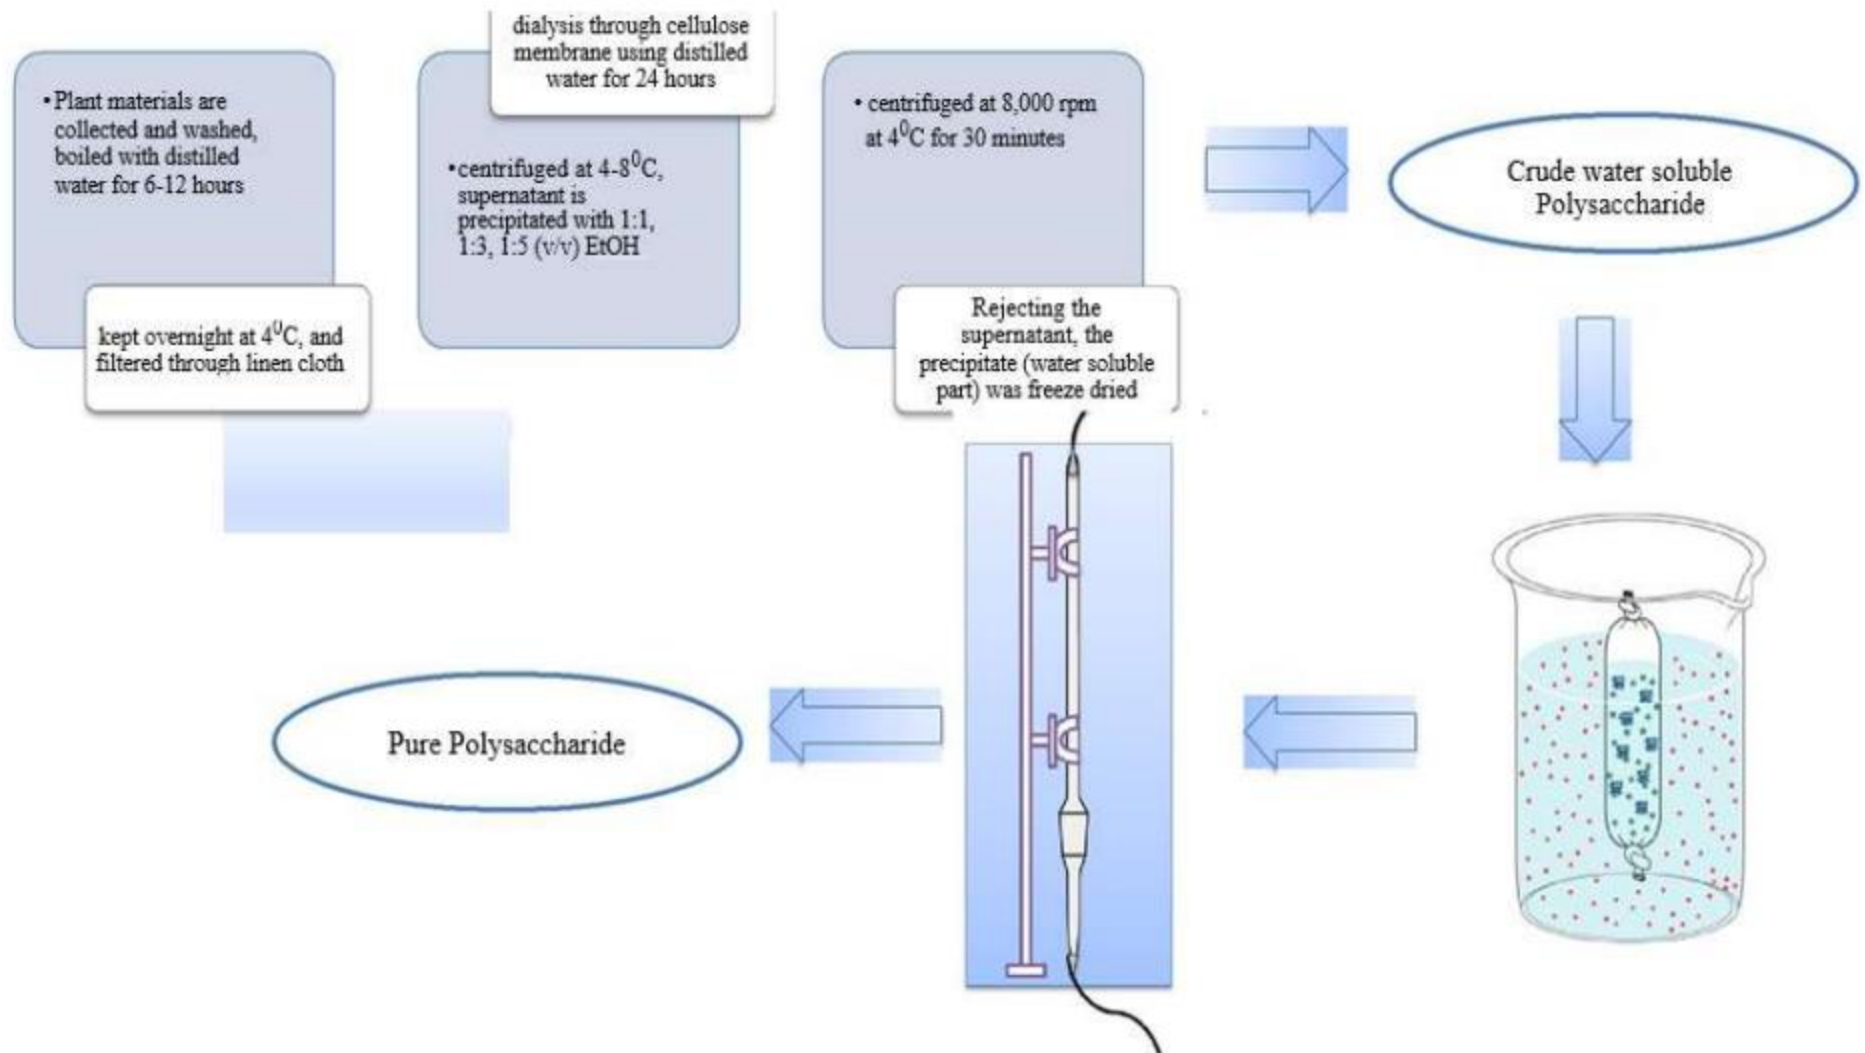 •Plant materials are
collected and washed,
boiled with distilled
water for 6-12 hours
kept overnight at 4⁰C, and
filtered through linen cloth
dialysis through cellulose
membrane using distilled
water for 24 hours
•centrifuged at 4-8⁰C,
supernatant is
precipitated with 1:1,
1:3, 1:5 (v/v) EtOH
• centrifuged at 8,000 rpm
at 4⁰C for 30 minutes
Rejecting the
supernatant, the
precipitate (water soluble
part) was freeze dried
Crude water soluble
Polysaccharide
Pure Polysaccharide